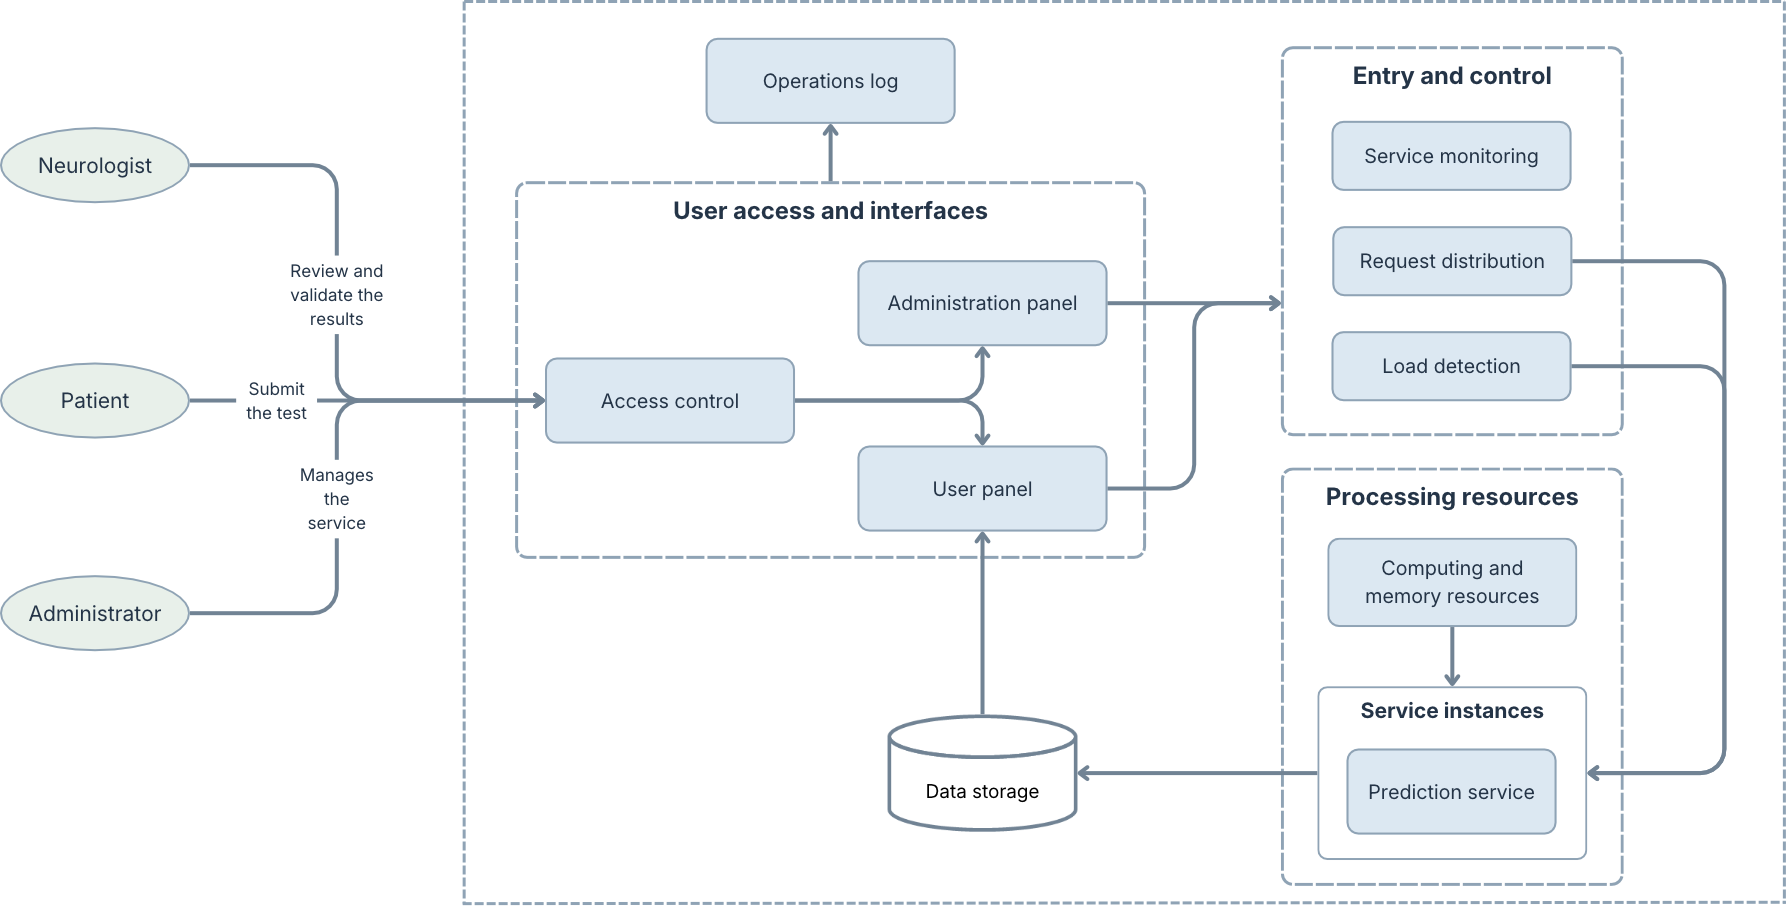 Operations log
Entry and control
Service monitoring
Neurologist
User access and interfaces
Request distribution
Review and
validate the
results
Administration panel
Load detection
Patient
Submit
the test
Access control
Manages
the
service
User panel
Processing resources
Computing and
memory resources
Administrator
Service instances
Data storage
Prediction service